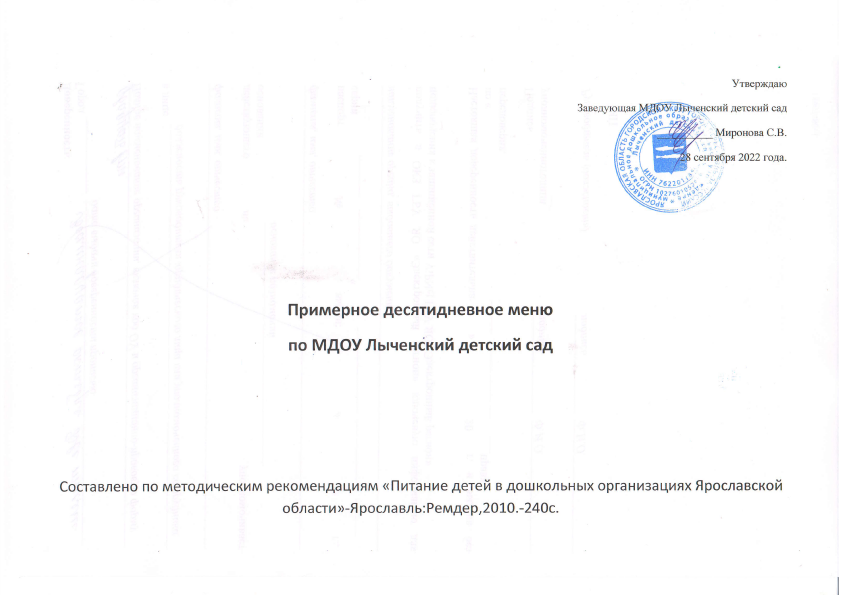 Утверждаю
Заведующая МДОУ Лыченский детский сад
Миронова С.В.
28 сентября 2022 года.
Примерное десятидневное меню
по МДОУ Лыченский детский сад
Составлено по методическим рекомендациям «Питание детей в дошкольных организациях Ярославской
области»-Ярославль:Ремдер,2010.-240с.